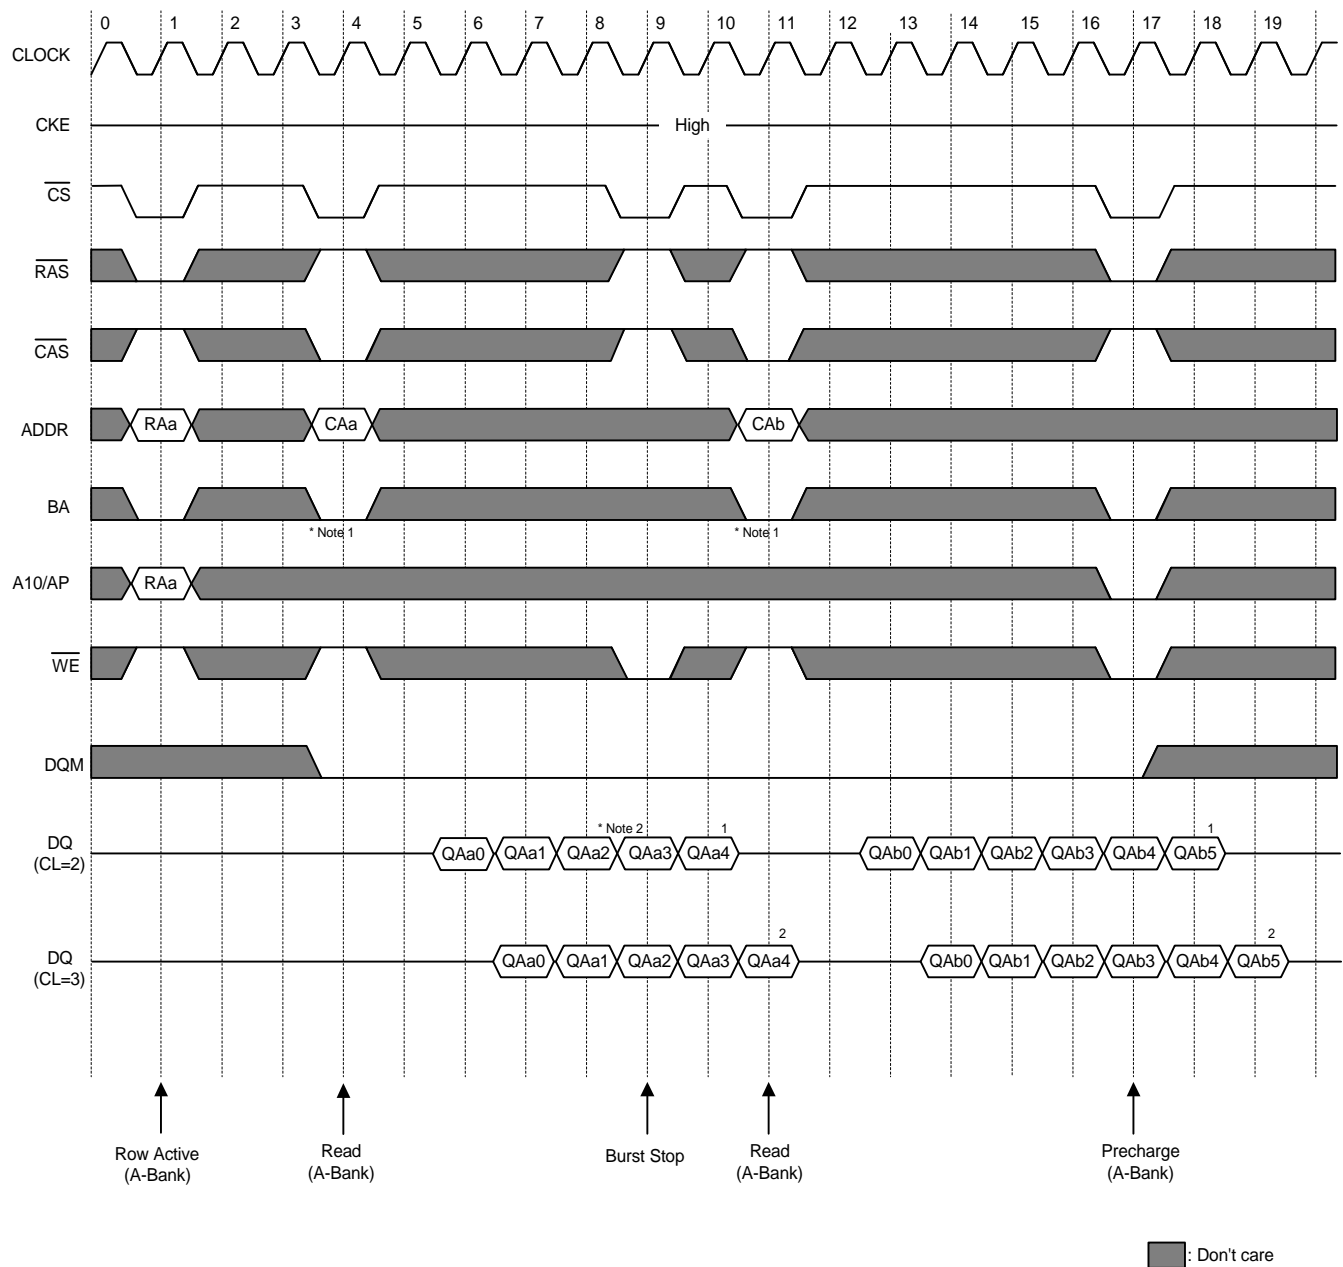 0 1 2 3 4 5 6 7 8 9 10 11 12 13 14 15 16 17 18 19
CLOCK
CKE High
CS
RAS
CAS
ADDR RAa CAa CAb
BA
* Note 1 * Note 1
A10/AP RAa
WE
DQM
* Note 2 1 1
DQ
(CL=2) QAa0 QAa1 QAa2 QAa3 QAa4 QAb0 QAb1 QAb2 QAb3 QAb4 QAb5
2 2
DQ
(CL=3) QAa0 QAa1 QAa2 QAa3 QAa4 QAb0 QAb1 QAb2 QAb3 QAb4 QAb5
Row Active
(A-Bank)
Read
(A-Bank)
Burst Stop
Read
(A-Bank)
Precharge
(A-Bank)
: Don't care